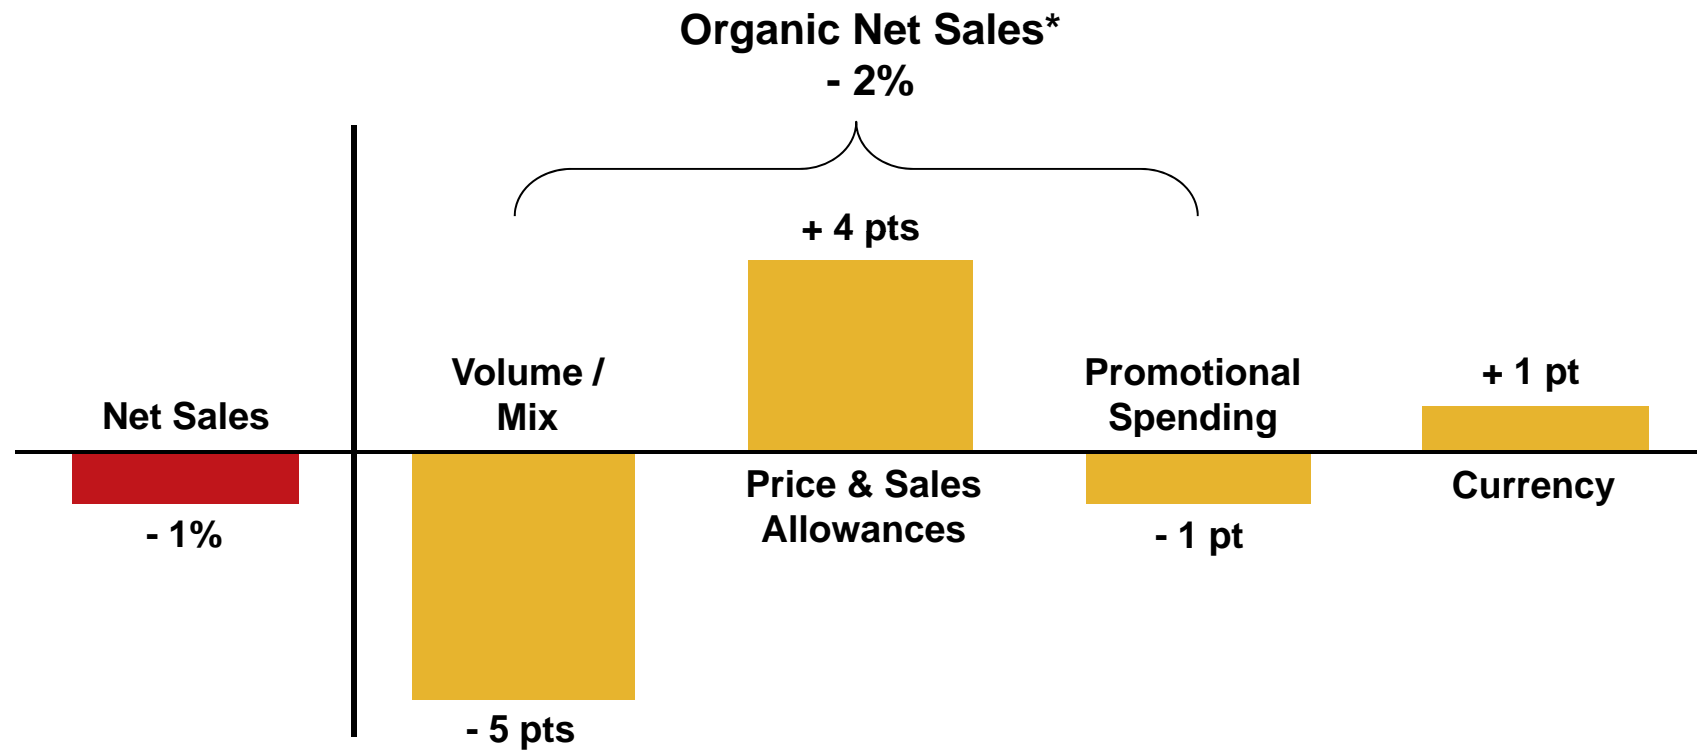 Organic Net Sales*
- 2%
+ 4 pts
Volume /
Mix
Promotional
Spending
+ 1 pt
Net Sales
Price & Sales
Allowances
Currency
- 1%
- 1 pt
- 5 pts